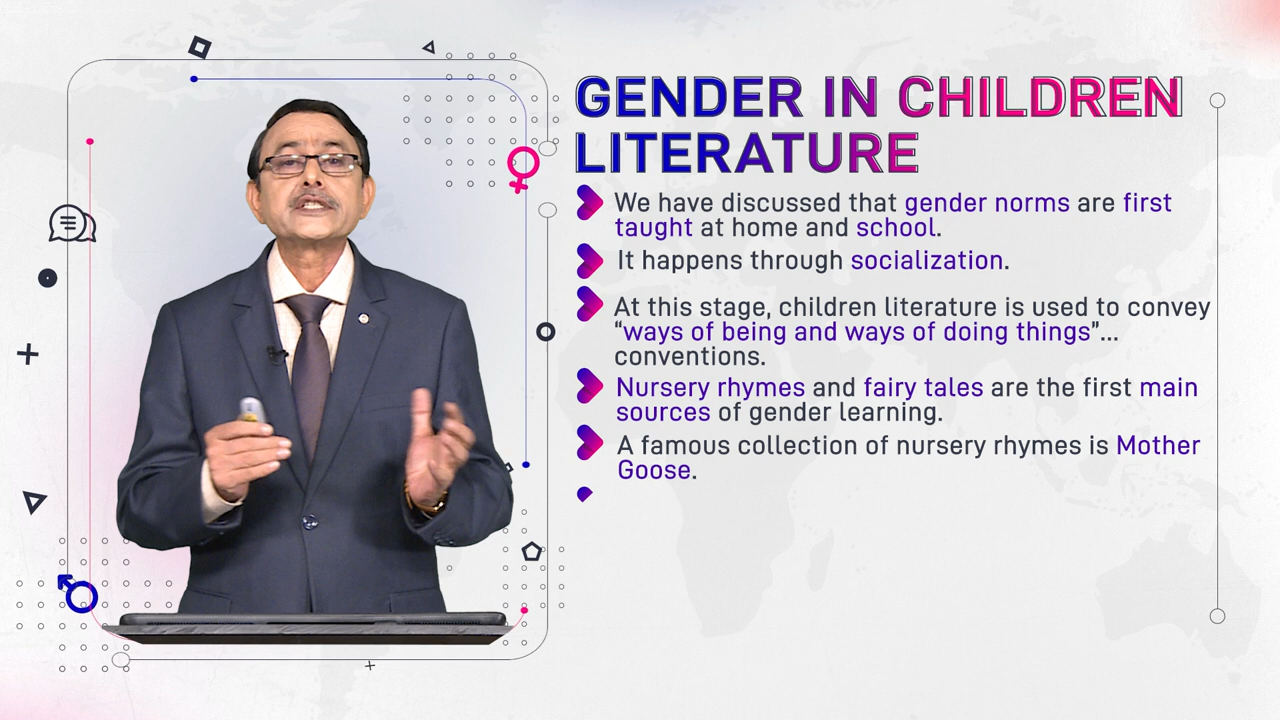 GENDER IN CHILDREN
LITERATURE
We have discussed that gender norms are first
taught at home and school.
It happens through socialization.
At this stage, children literature is used to convey
“ways of being and ways of doing things”...
conventions.
Nursery rhymes and fairy tales are the first main
sources of gender learning.
A famous collection of nursery rhymes is Mother
Goose.